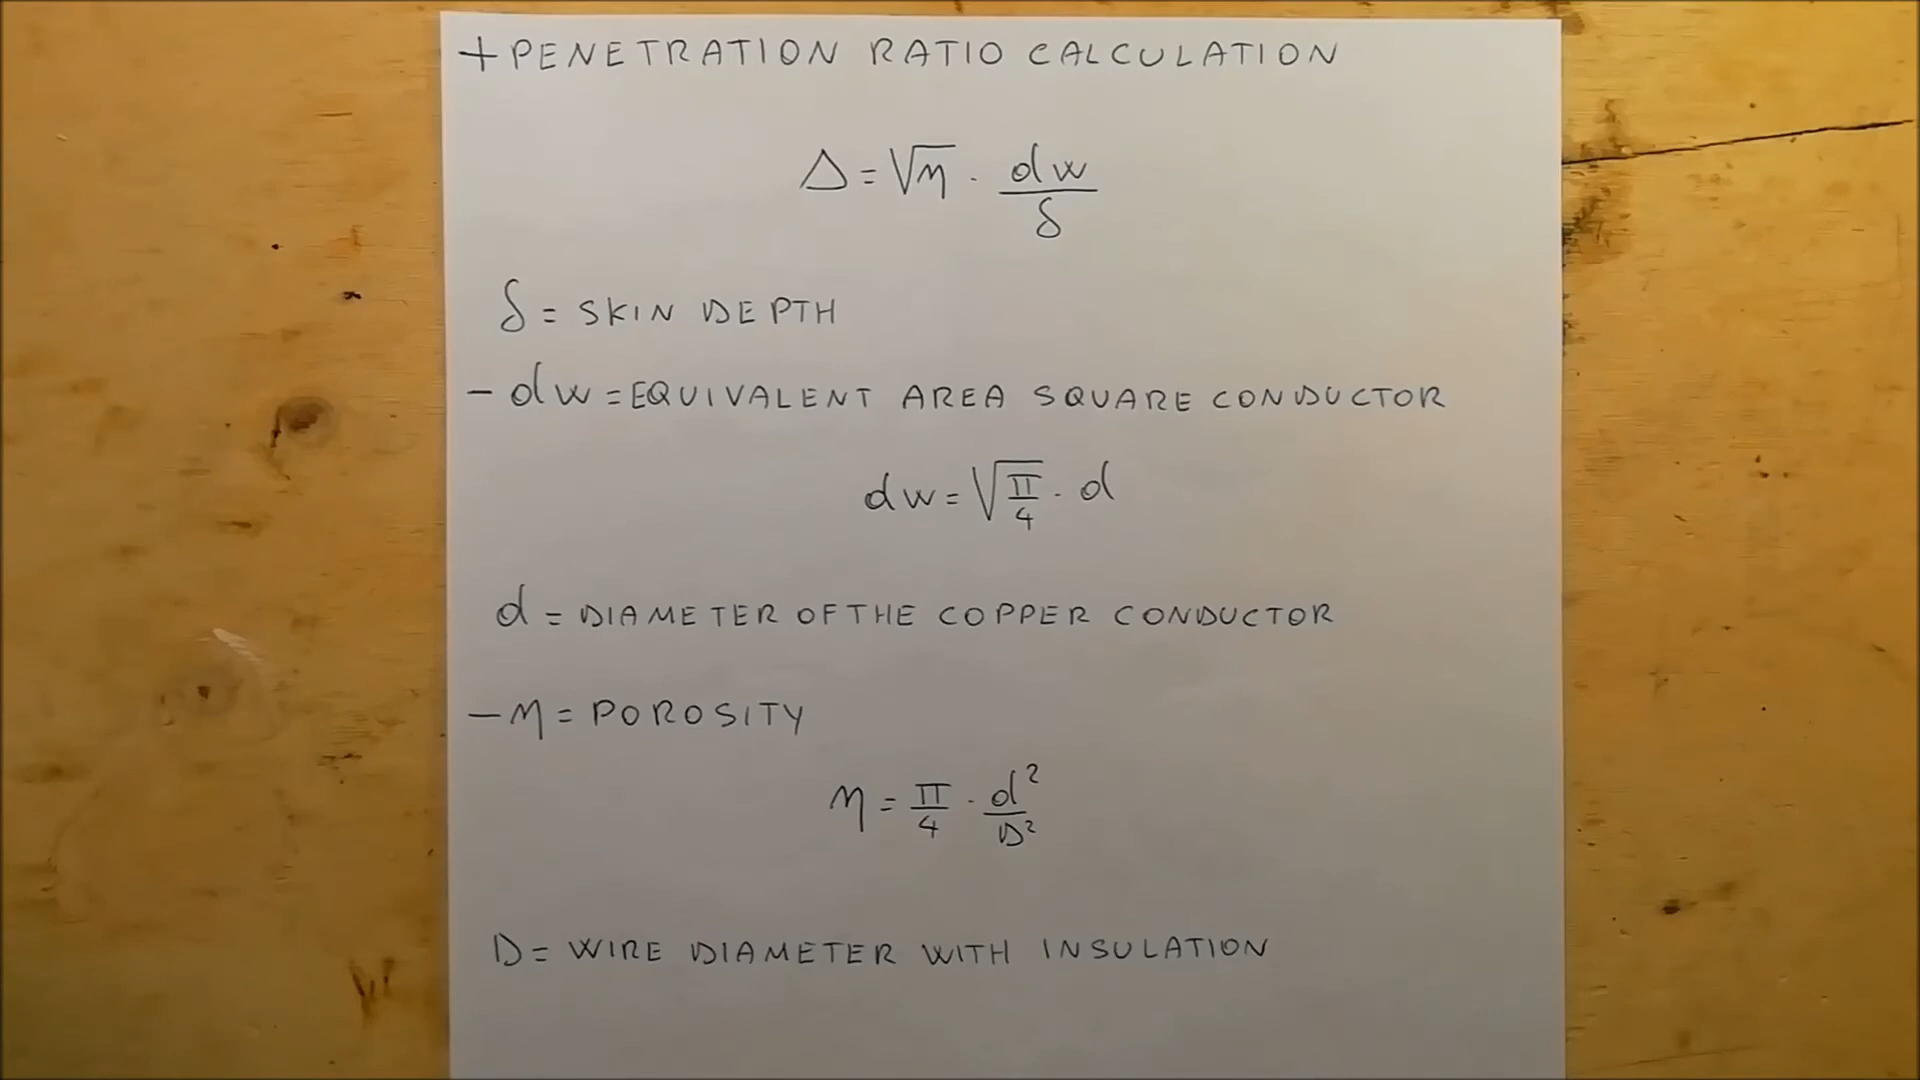 + PENETRATION RATIO CALCULATION
Δ = √η · dw/δ
δ = SKIN DEPTH
- dw = EQUIVALENT AREA SQUARE CONDUCTOR
dw = √π/4 · d
d = DIAMETER OF THE COPPER CONDUCTOR
- η = POROSITY
η = π/4 · d²/D²
D = WIRE DIAMETER WITH INSULATION